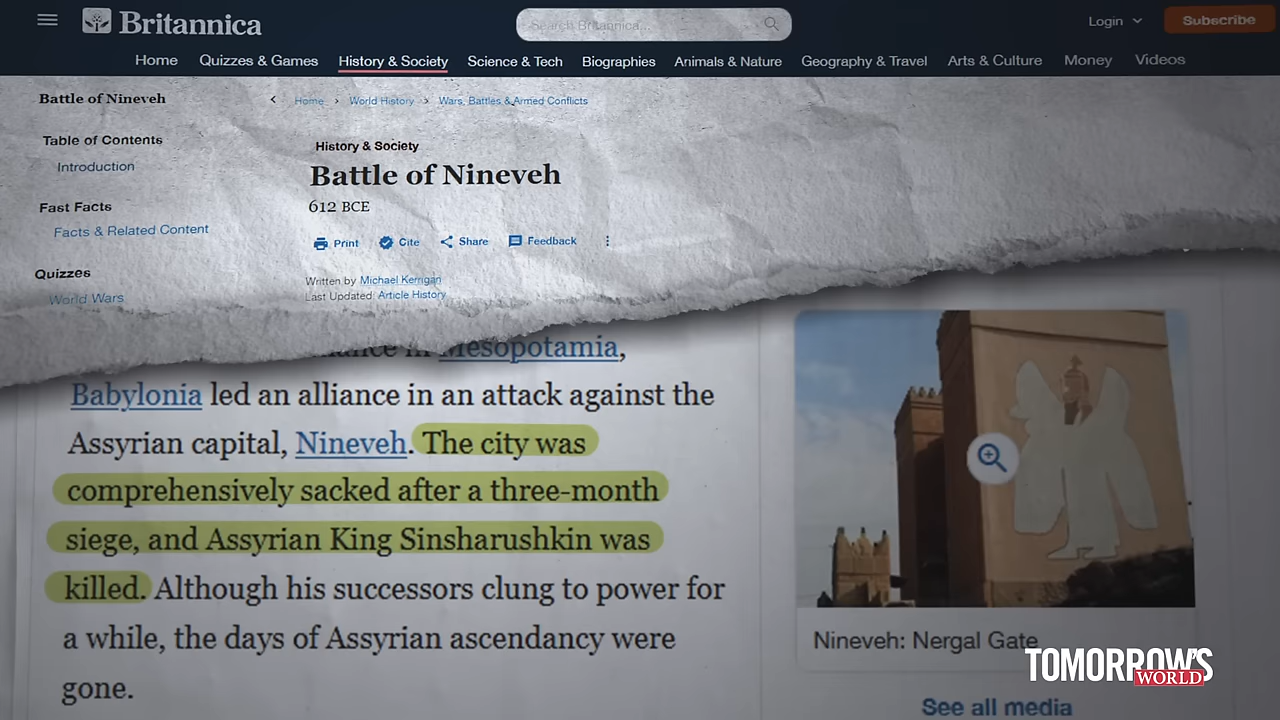 Britannica
Search Britannica...
Login
Subscribe
Home Quizzes & Games History & Society Science & Tech Biographies Animals & Nature Geography & Travel Arts & Culture Money Videos
Battle of Nineveh
Home > World History > Wars, Battles & Armed Conflicts
Table of Contents
Introduction
Fast Facts
Facts & Related Content
Quizzes
World Wars
History & Society
Battle of Nineveh
612 BCE
Print Cite Share Feedback
Written by Michael Kerrigan
Last Updated: Article History
in Mesopotamia,
Babylonia led an alliance in an attack against the
Assyrian capital, Nineveh. The city was
comprehensively sacked after a three-month
siege, and Assyrian King Sinsharushkin was
killed. Although his successors clung to power for
a while, the days of Assyrian ascendancy were
gone.
Nineveh: Nergal Gate
See all media
TOMORROW'S
WORLD